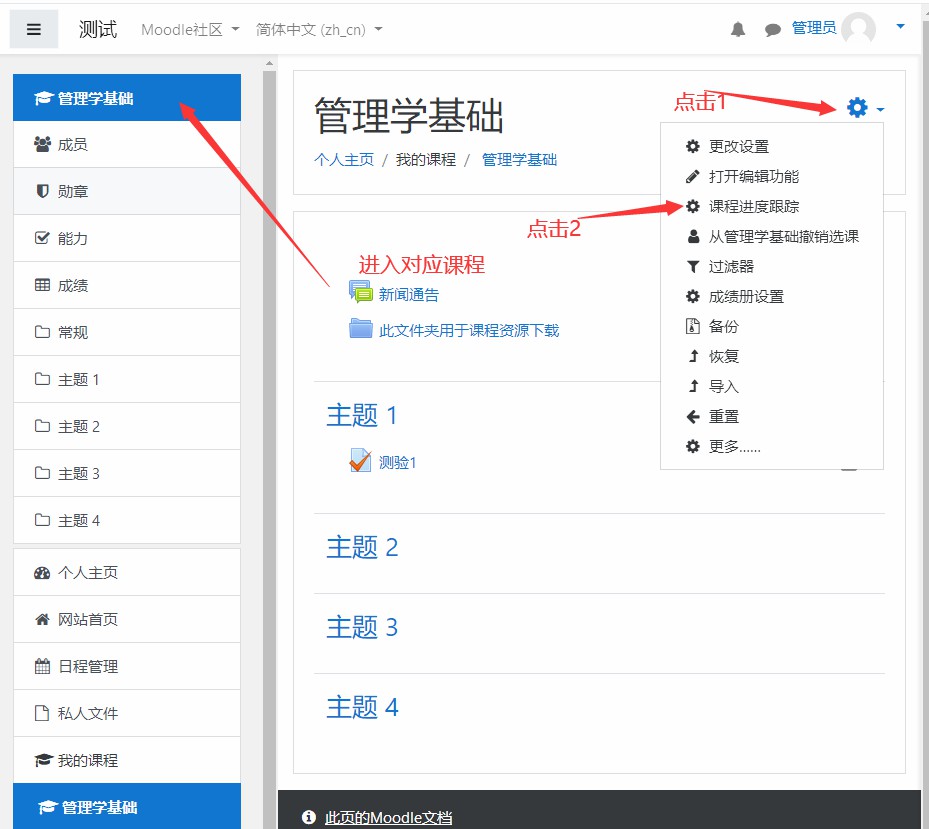 测试 Moodle社区 简体中文 (zh_cn) 管理员
管理学基础
成员
勋章
能力
成绩
常规
主题 1
主题 2
主题 3
主题 4
个人主页
网站首页
日程管理
私人文件
我的课程
管理学基础
管理学基础
个人主页 / 我的课程 / 管理学基础
点击1
更改设置
打开编辑功能
课程进度跟踪
从管理学基础撤销选课
过滤器
成绩册设置
备份
恢复
导入
重置
更多......
点击2
进入对应课程
新闻通告
此文件夹用于课程资源下载
主题 1
测验1
主题 2
主题 3
主题 4
此页的Moodle文档